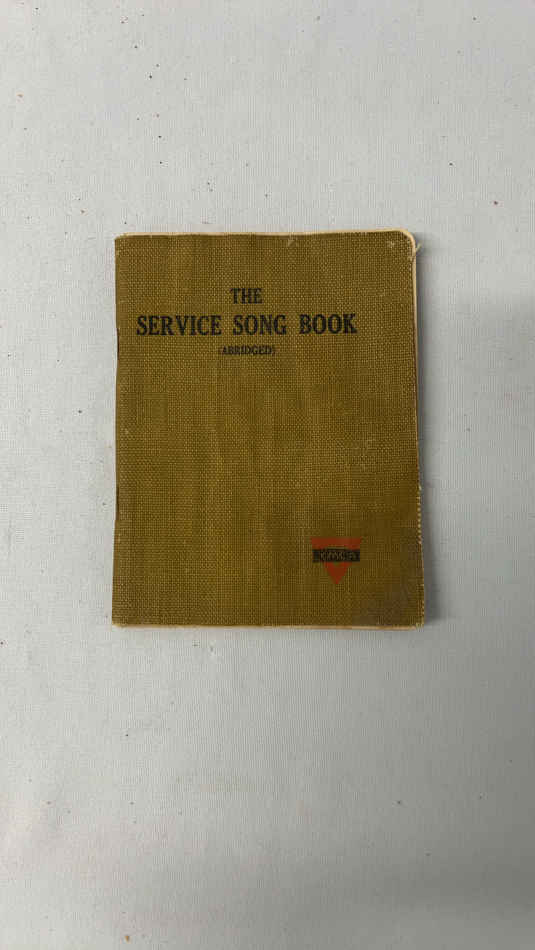 THE
SERVICE SONG BOOK
(ABRIDGED)
YMCA